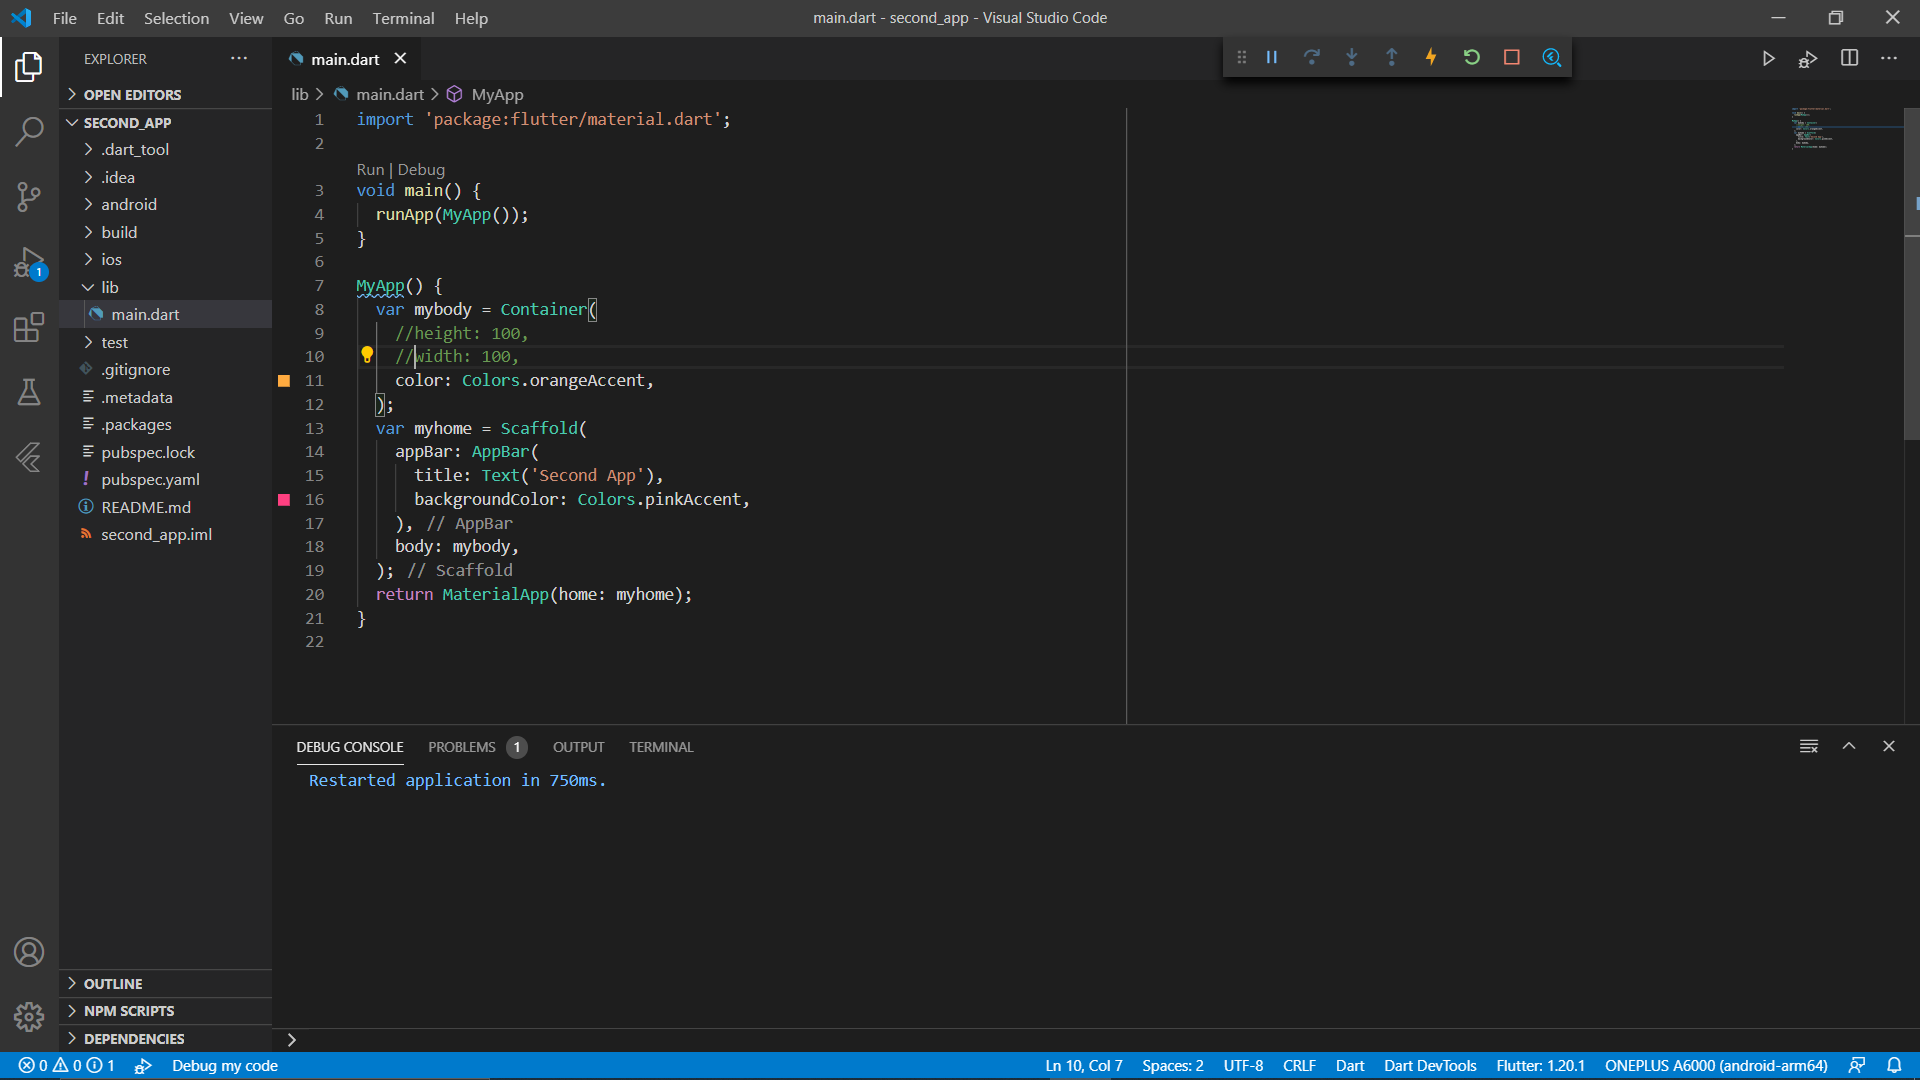 File Edit Selection View Go Run Terminal Help
main.dart - second_app - Visual Studio Code
EXPLORER
OPEN EDITORS
SECOND_APP
.dart_tool
.idea
android
build
ios
lib
main.dart
test
.gitignore
.metadata
.packages
pubspec.lock
pubspec.yaml
README.md
second_app.iml
OUTLINE
NPM SCRIPTS
DEPENDENCIES
1
main.dart
lib > main.dart > MyApp
1 import 'package:flutter/material.dart';
2
Run | Debug
3 void main() {
4 runApp(MyApp());
5 }
6
7 MyApp() {
8 var mybody = Container(
9 //height: 100,
10 //width: 100,
11 color: Colors.orangeAccent,
12 );
13 var myhome = Scaffold(
14 appBar: AppBar(
15 title: Text('Second App'),
16 backgroundColor: Colors.pinkAccent,
17 ), // AppBar
18 body: mybody,
19 ); // Scaffold
20 return MaterialApp(home: myhome);
21 }
22
DEBUG CONSOLE PROBLEMS 1 OUTPUT TERMINAL
Restarted application in 750ms.
0 0 1 Debug my code Ln 10, Col 7 Spaces: 2 UTF-8 CRLF Dart Dart DevTools Flutter: 1.20.1 ONEPLUS A6000 (android-arm64)